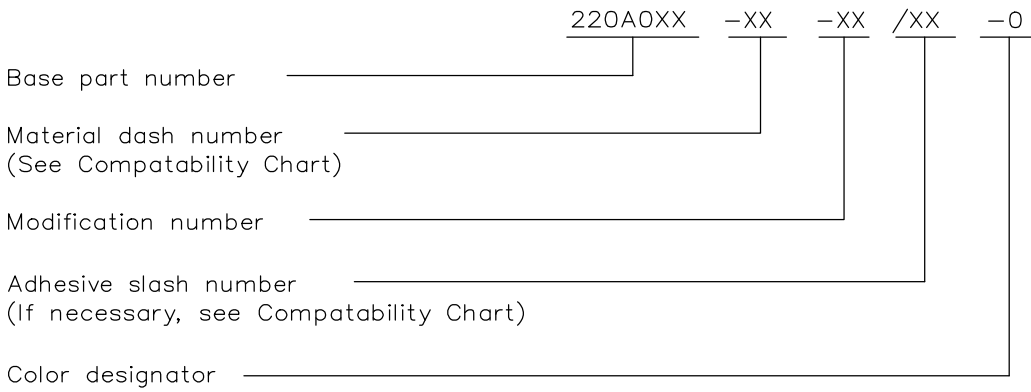 220A0XX -XX -XX /XX -0
Base part number
Material dash number
(See Compatability Chart)
Modification number
Adhesive slash number
(If necessary, see Compatability Chart)
Color designator